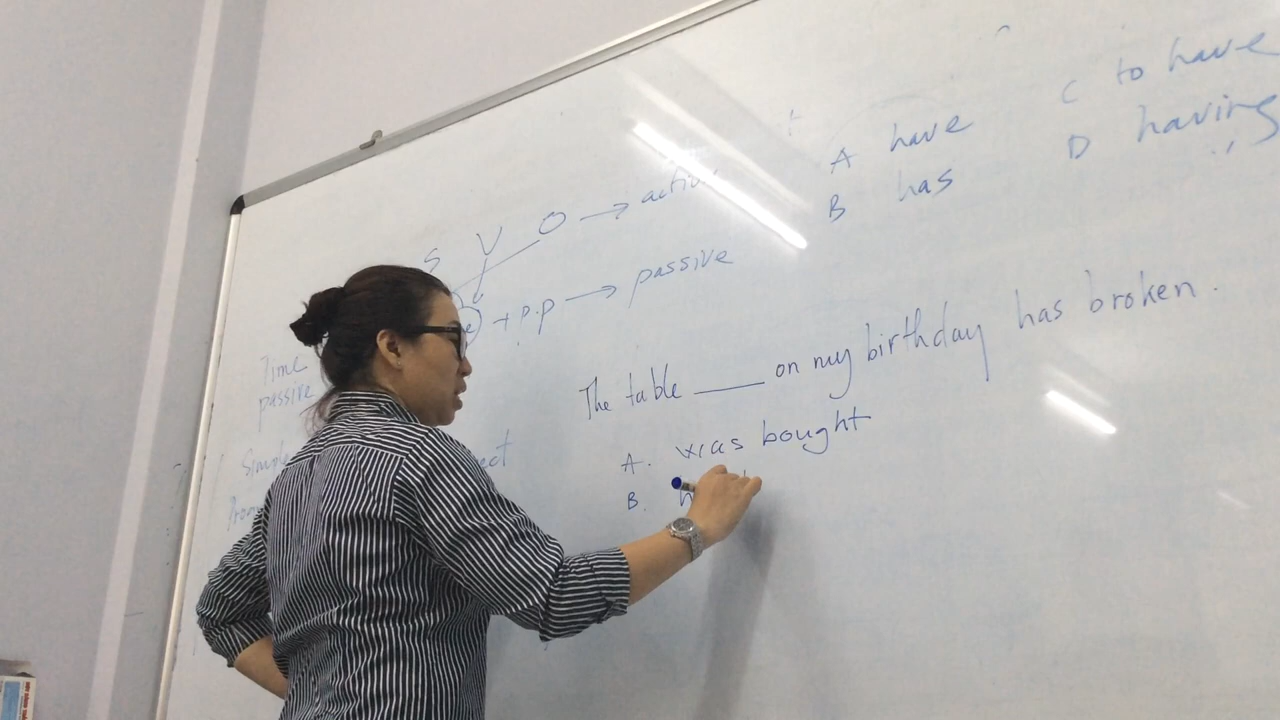 S V O → active
+ p.p → passive
Time
passive
Simple
A have
B has
C to have
D having
The table ____ on my birthday has broken.
A. was bought
B.